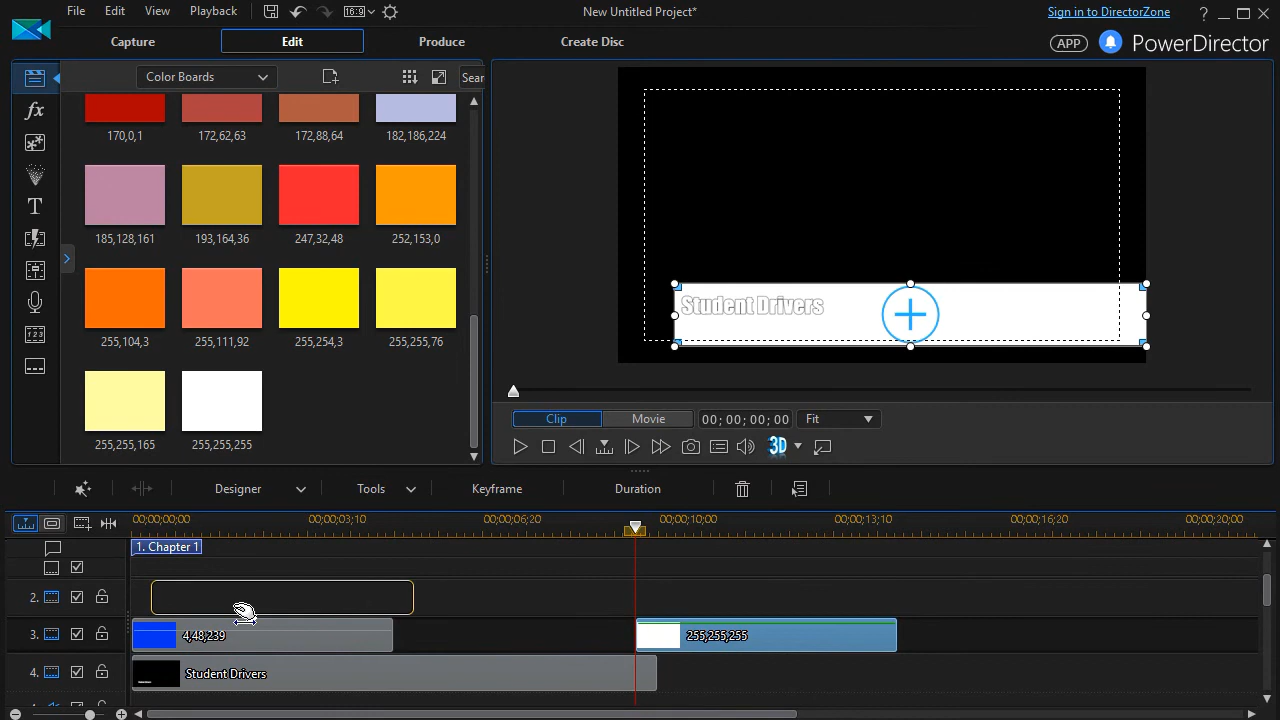 File Edit View Playback 16:9 New Untitled Project* Sign in to DirectorZone ?
Capture Edit Produce Create Disc APP PowerDirector
Color Boards Sear
fx
T
170,0,1 172,62,63 172,88,64 182,186,224
185,128,161 193,164,36 247,32,48 252,153,0
255,104,3 255,111,92 255,254,3 255,255,76
255,255,165 255,255,255
Student Drivers
Clip Movie 00;00;00;00 Fit
3D
Designer Tools Keyframe Duration
00;00;00;00 00;00;03;10 00;00;06;20 00;00;10;00 00;00;13;10 00;00;16;20 00;00;20;00
1. Chapter 1
2.
3. 4,48,239 255,255,255
4. Student Drivers